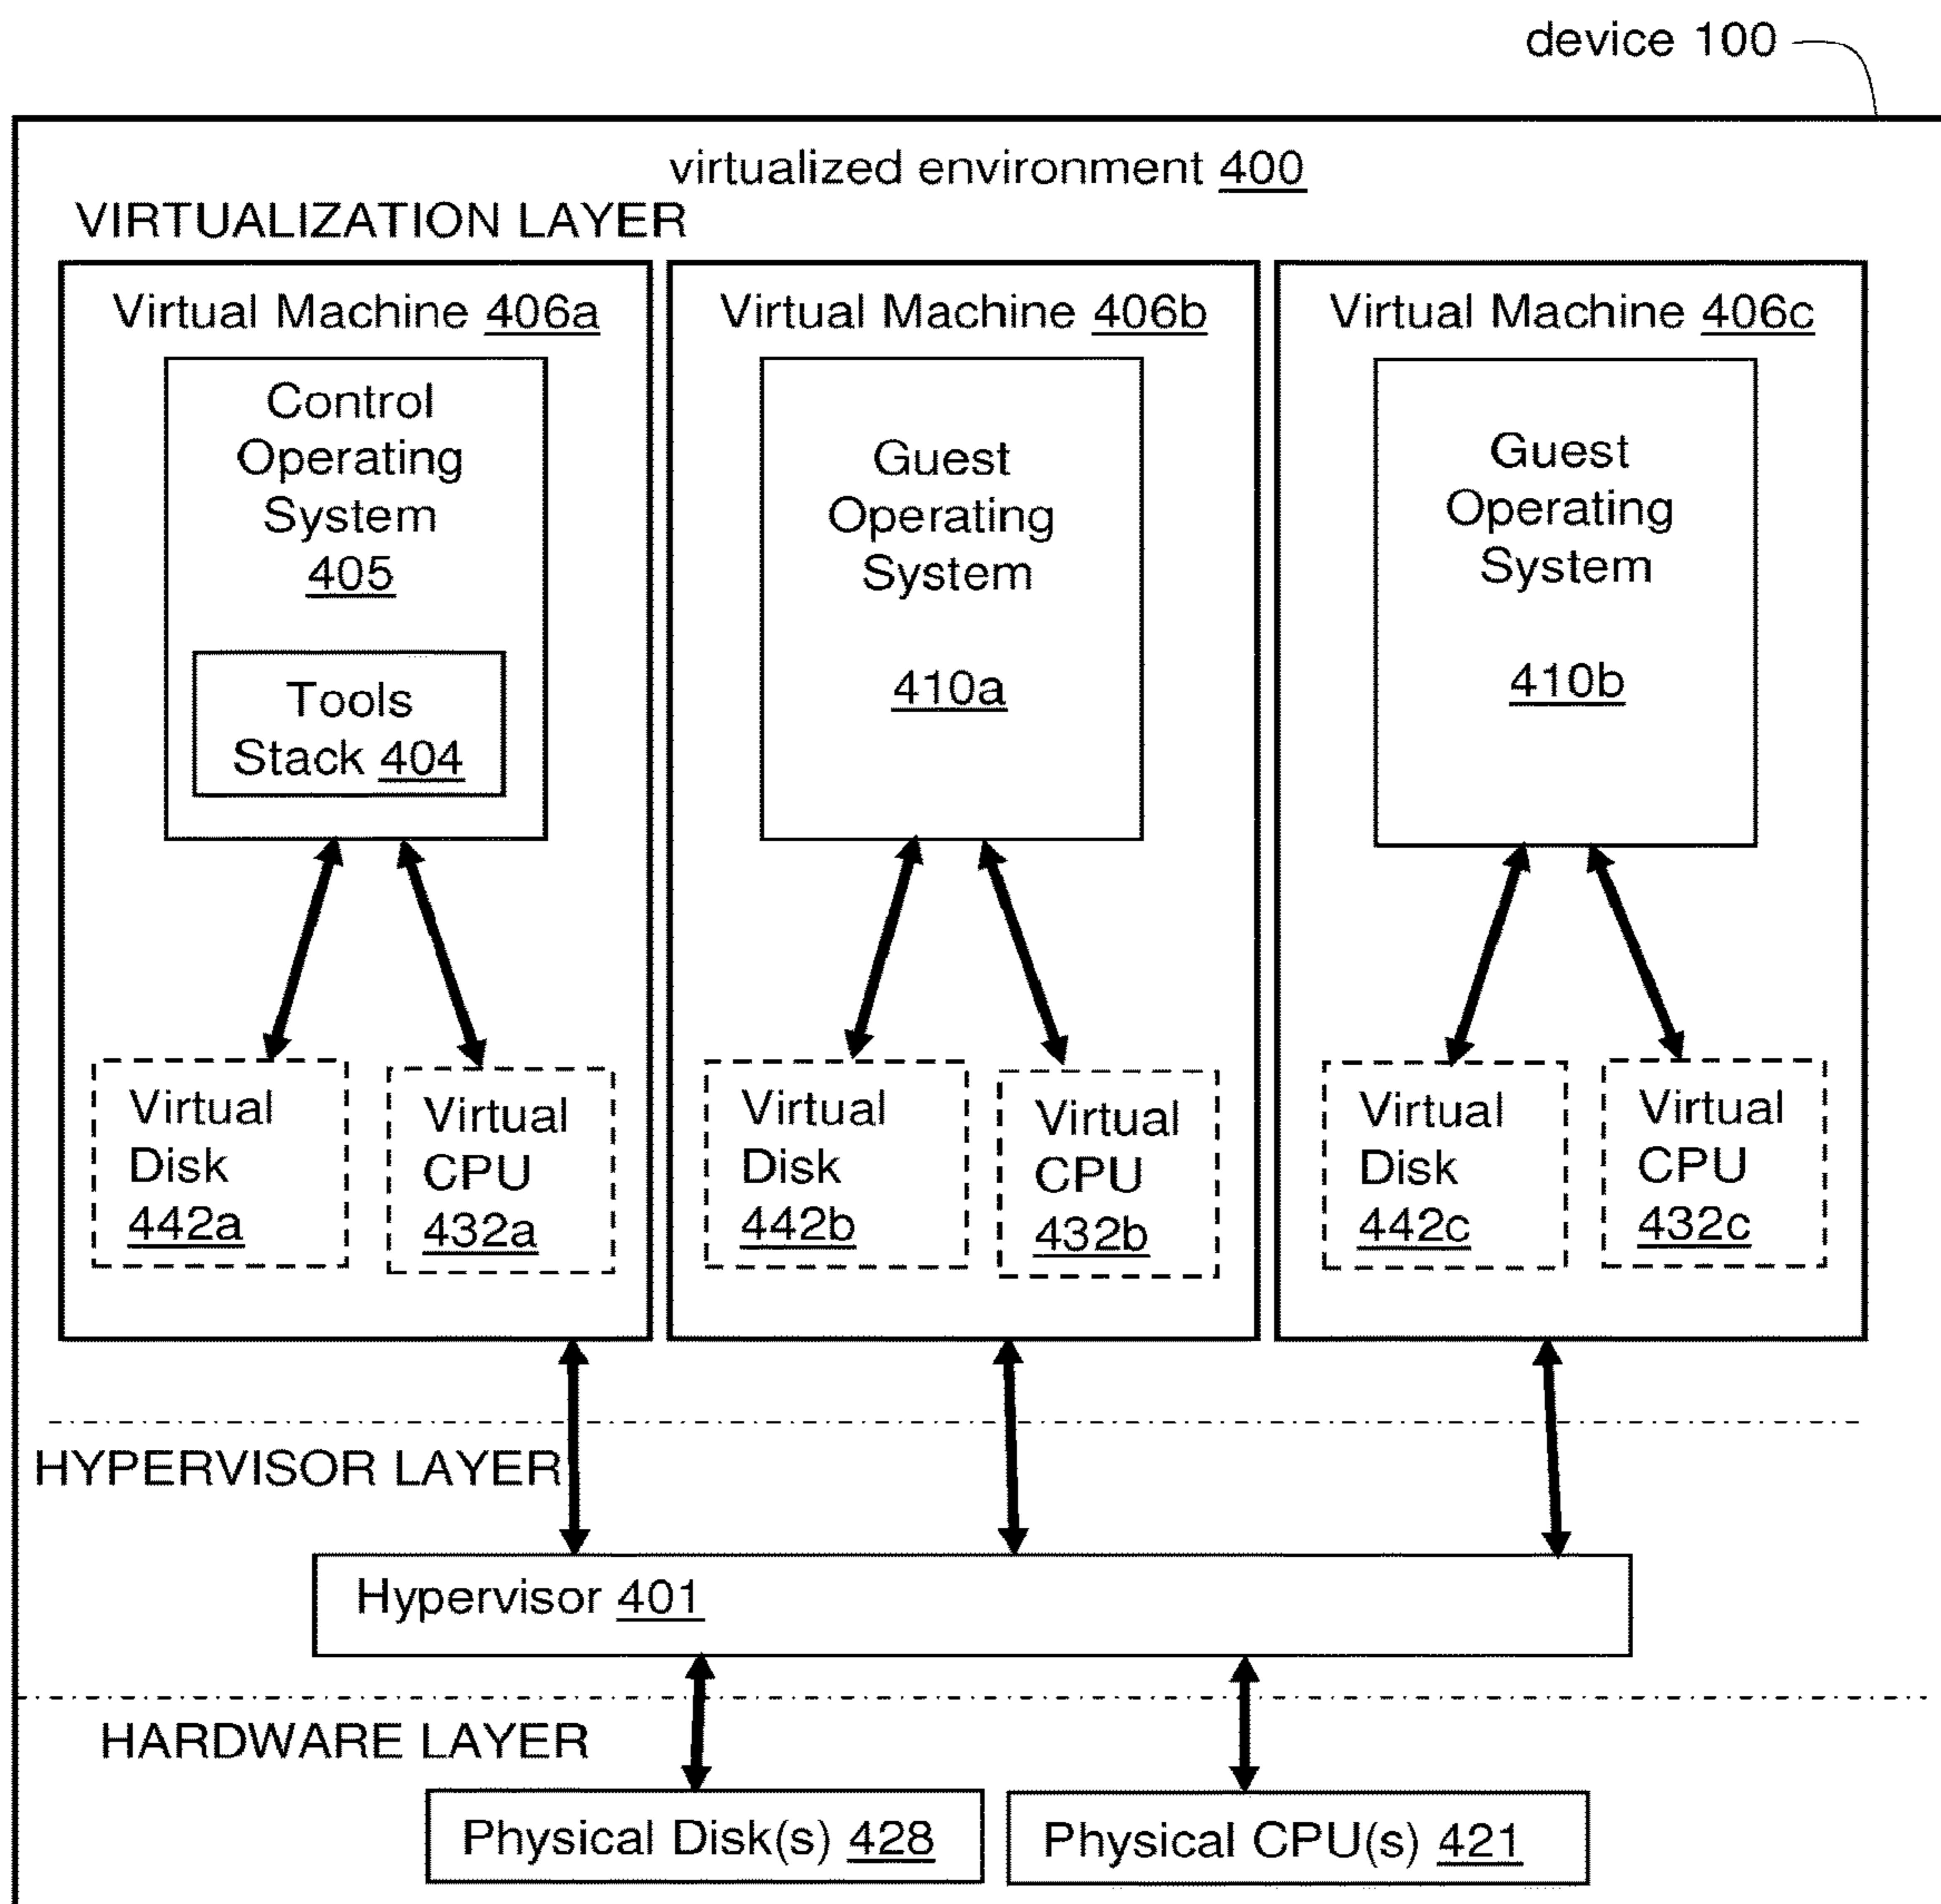 device 100
virtualized environment 400
VIRTUALIZATION LAYER
Virtual Machine 406a
Control
Operating
System
405
Tools
Stack 404
Virtual
Disk
442a
Virtual
CPU
432a
Virtual Machine 406b
Guest
Operating
System
410a
Virtual
Disk
442b
Virtual
CPU
432b
Virtual Machine 406c
Guest
Operating
System
410b
Virtual
Disk
442c
Virtual
CPU
432c
HYPERVISOR LAYER
Hypervisor 401
HARDWARE LAYER
Physical Disk(s) 428
Physical CPU(s) 421